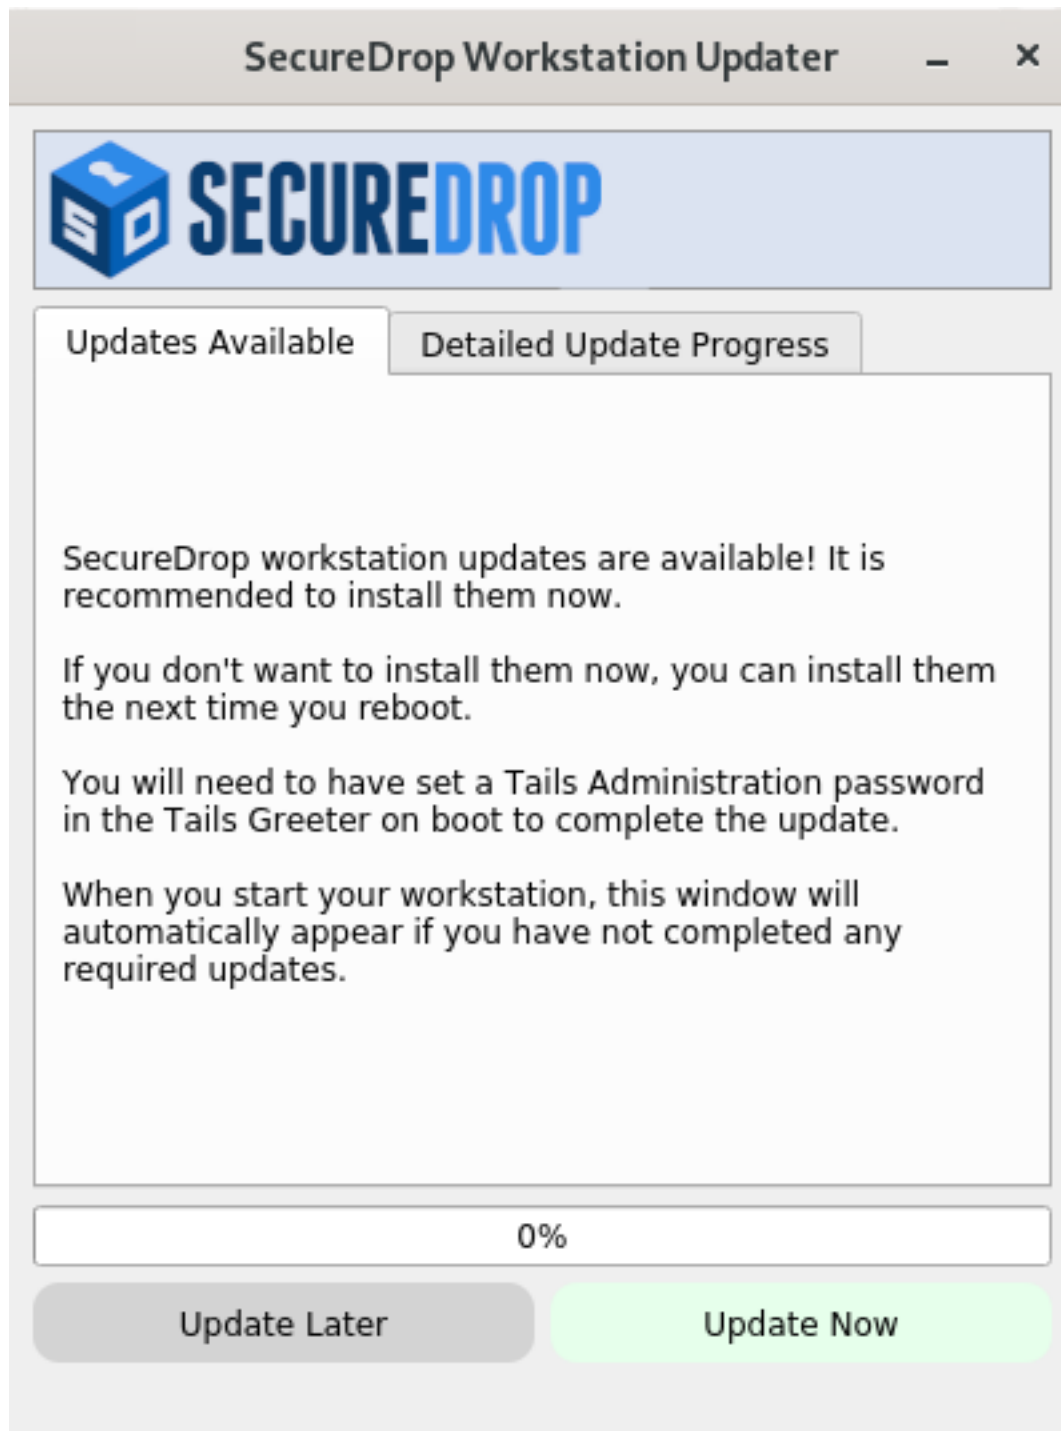 SecureDrop Workstation Updater
SECUREDROP
Updates Available
Detailed Update Progress
SecureDrop workstation updates are available! It is
recommended to install them now.
If you don't want to install them now, you can install them
the next time you reboot.
You will need to have set a Tails Administration password
in the Tails Greeter on boot to complete the update.
When you start your workstation, this window will
automatically appear if you have not completed any
required updates.
0%
Update Later
Update Now